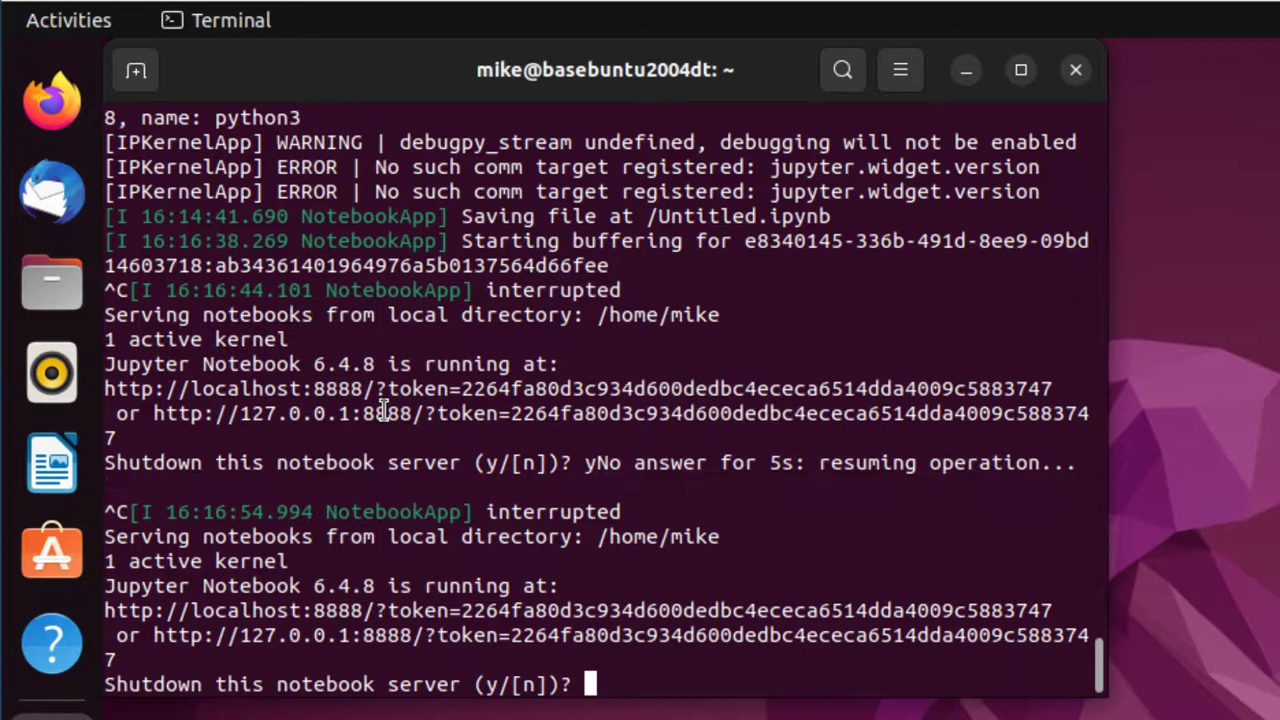 Activities Terminal
mike@basebuntu2004dt: ~
8, name: python3
[IPKernelApp] WARNING | debugpy_stream undefined, debugging will not be enabled
[IPKernelApp] ERROR | No such comm target registered: jupyter.widget.version
[IPKernelApp] ERROR | No such comm target registered: jupyter.widget.version
[I 16:14:41.690 NotebookApp] Saving file at /Untitled.ipynb
[I 16:16:38.269 NotebookApp] Starting buffering for e8340145-336b-491d-8ee9-09bd
14603718:ab34361401964976a5b0137564d66fee
^C[I 16:16:44.101 NotebookApp] interrupted
Serving notebooks from local directory: /home/mike
1 active kernel
Jupyter Notebook 6.4.8 is running at:
http://localhost:8888/?token=2264fa80d3c934d600dedbc4ececa6514dda4009c5883747
 or http://127.0.0.1:8888/?token=2264fa80d3c934d600dedbc4ececa6514dda4009c588374
7
Shutdown this notebook server (y/[n])? yNo answer for 5s: resuming operation...
^C[I 16:16:54.994 NotebookApp] interrupted
Serving notebooks from local directory: /home/mike
1 active kernel
Jupyter Notebook 6.4.8 is running at:
http://localhost:8888/?token=2264fa80d3c934d600dedbc4ececa6514dda4009c5883747
 or http://127.0.0.1:8888/?token=2264fa80d3c934d600dedbc4ececa6514dda4009c588374
7
Shutdown this notebook server (y/[n])?